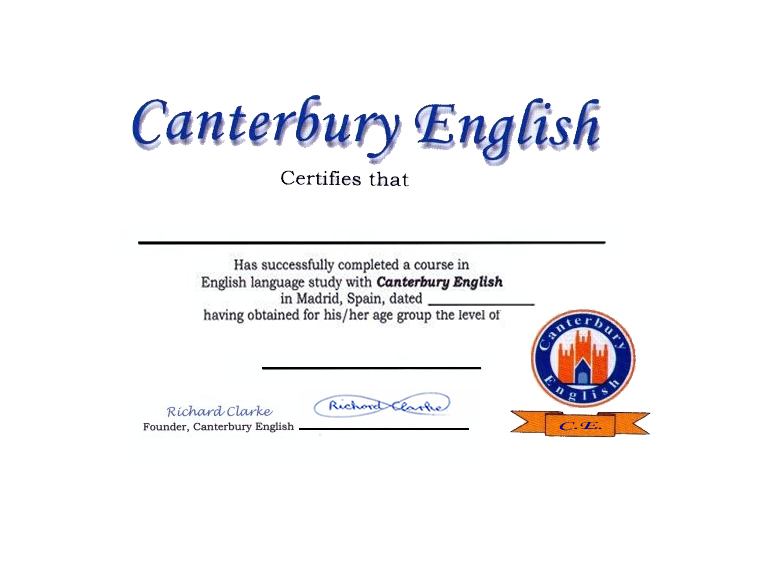 Canterbury English
Certifies that
Has successfully completed a course in
English language study with Canterbury English
in Madrid, Spain, dated
having obtained for his/her age group the level of
Canterbury
English
C.E.
Richard Clarke
Richard Clarke
Founder, Canterbury English